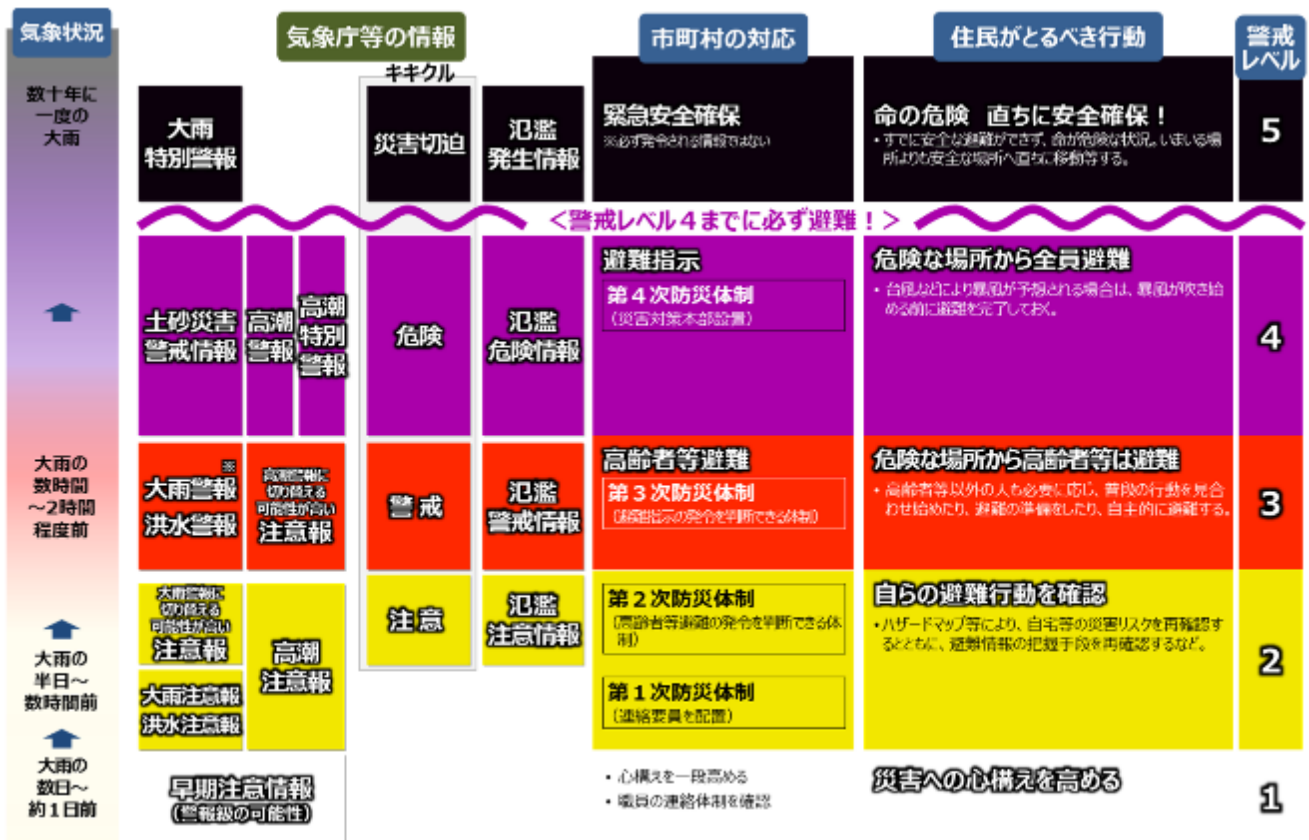 気象状況
気象庁等の情報
市町村の対応
住民がとるべき行動
警戒
レベル
キキクル
数十年に
一度の
大雨
大雨
特別警報
災害切迫
氾濫
発生情報
緊急安全確保
※必ず発令される情報ではない
命の危険 直ちに安全確保!
・すでに安全な避難ができず、命が危険な状況。いまいる場
所よりも安全な場所へ直ちに移動等する。
5
<警戒レベル4までに必ず避難!>
土砂災害
警戒情報
高潮
警報
高潮
特別
警報
危険
氾濫
危険情報
避難指示
第4次防災体制
(災害対策本部設置)
危険な場所から全員避難
・台風などにより暴風が予想される場合は、暴風が吹き始
める前に避難を完了しておく。
4
大雨の
数時間
~2時間
程度前
※
大雨警報
洪水警報
高潮警報に
切り替える
可能性が高い
注意報
警戒
氾濫
警戒情報
高齢者等避難
第3次防災体制
(避難指示の発令を判断できる体制)
危険な場所から高齢者等は避難
・高齢者等以外の人も必要に応じ、普段の行動を見合
わせ始めたり、避難の準備をしたり、自主的に避難する。
3
大雨の
半日~
数時間前
大雨警報に
切り替える
可能性が高い
注意報
大雨注意報
洪水注意報
高潮
注意報
注意
氾濫
注意情報
第2次防災体制
(高齢者等避難の発令を判断できる体
制)
第1次防災体制
(連絡要員を配置)
自らの避難行動を確認
・ハザードマップ等により、自宅等の災害リスクを再確認す
るとともに、避難情報の把握手段を再確認するなど。
2
大雨の
数日~
約1日前
早期注意情報
(警報級の可能性)
・心構えを一段高める
・職員の連絡体制を確認
災害への心構えを高める
1